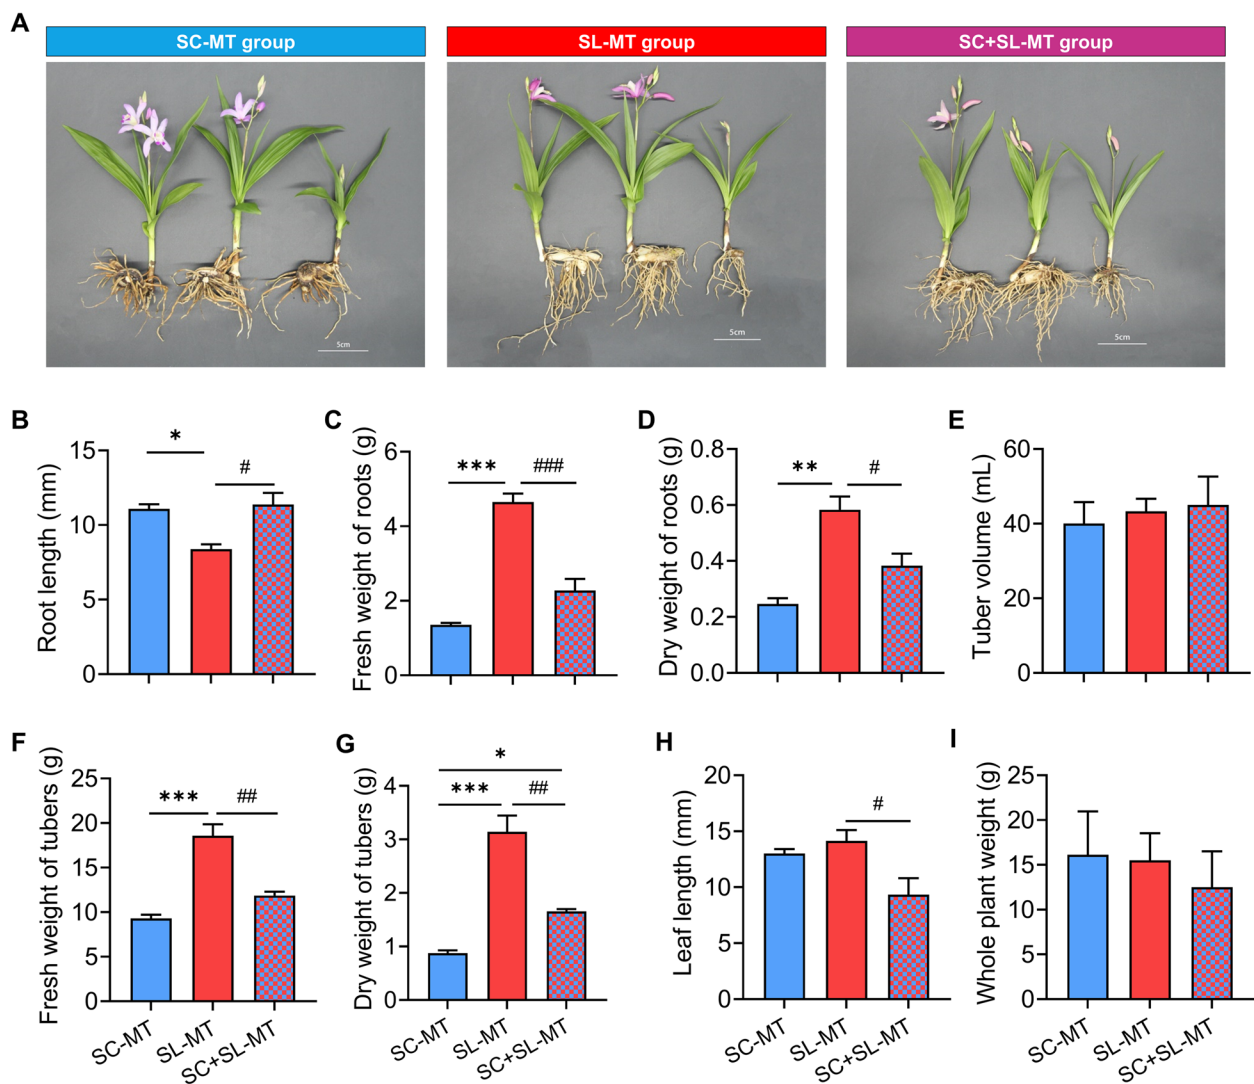 A
SC-MT group
SL-MT group
SC+SL-MT group
5cm
5cm
5cm
B
Root length (mm)
15
10
5
0
*
#
C
Fresh weight of roots (g)
6
4
2
0
***
###
D
Dry weight of roots (g)
0.8
0.6
0.4
0.2
0.0
**
#
E
Tuber volume (mL)
60
40
20
0
F
Fresh weight of tubers (g)
25
20
15
10
5
0
***
##
SC-MT
SL-MT
SC+SL-MT
G
Dry weight of tubers (g)
4
3
2
1
0
*
***
##
SC-MT
SL-MT
SC+SL-MT
H
Leaf length (mm)
20
15
10
5
0
#
SC-MT
SL-MT
SC+SL-MT
I
Whole plant weight (g)
25
20
15
10
5
0
SC-MT
SL-MT
SC+SL-MT